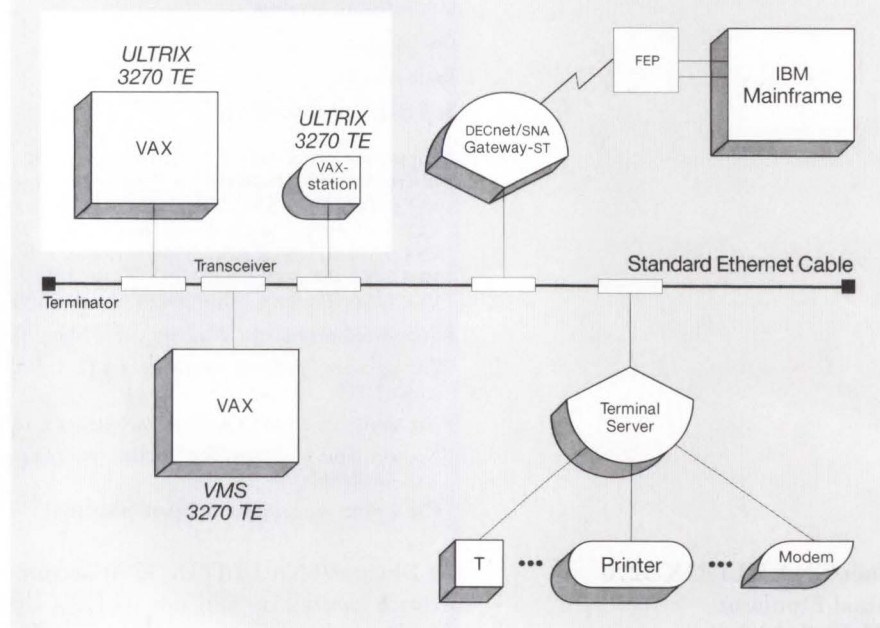 ULTRIX
3270 TE
VAX
ULTRIX
3270 TE
VAX-
station
DECnet/SNA
Gateway-ST
FEP
IBM
Mainframe
Transceiver
Standard Ethernet Cable
Terminator
VAX
VMS
3270 TE
Terminal
Server
T
Printer
Modem